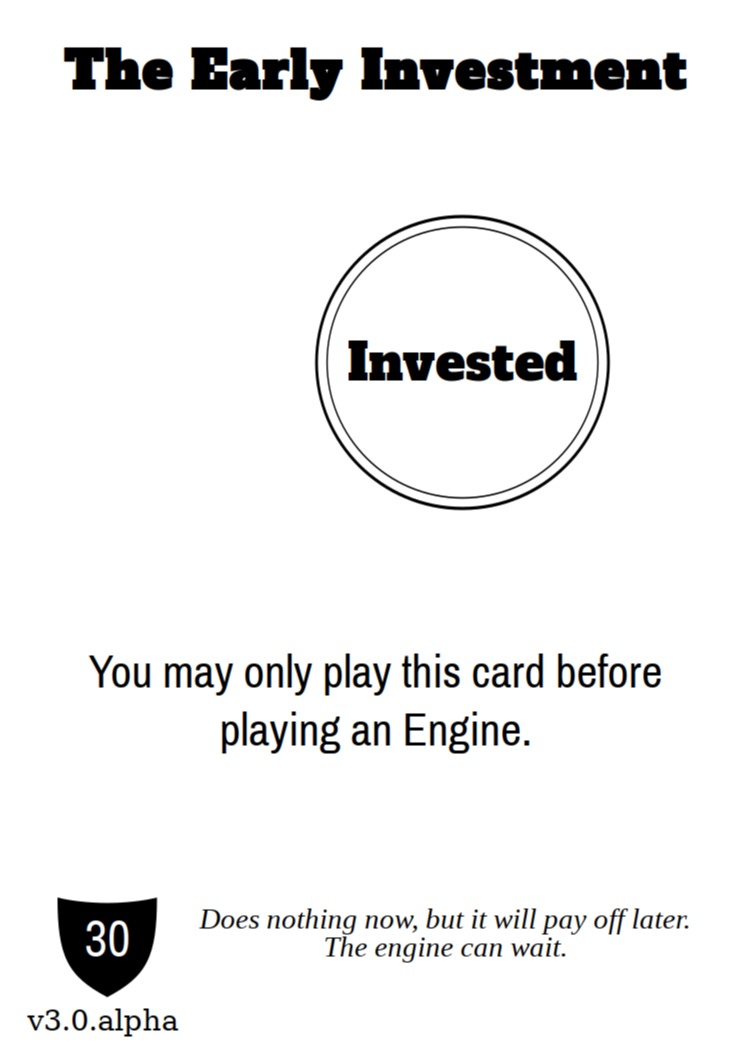 The Early Investment
Invested
You may only play this card before
playing an Engine.
30
Does nothing now, but it will pay off later.
The engine can wait.
v3.0.alpha